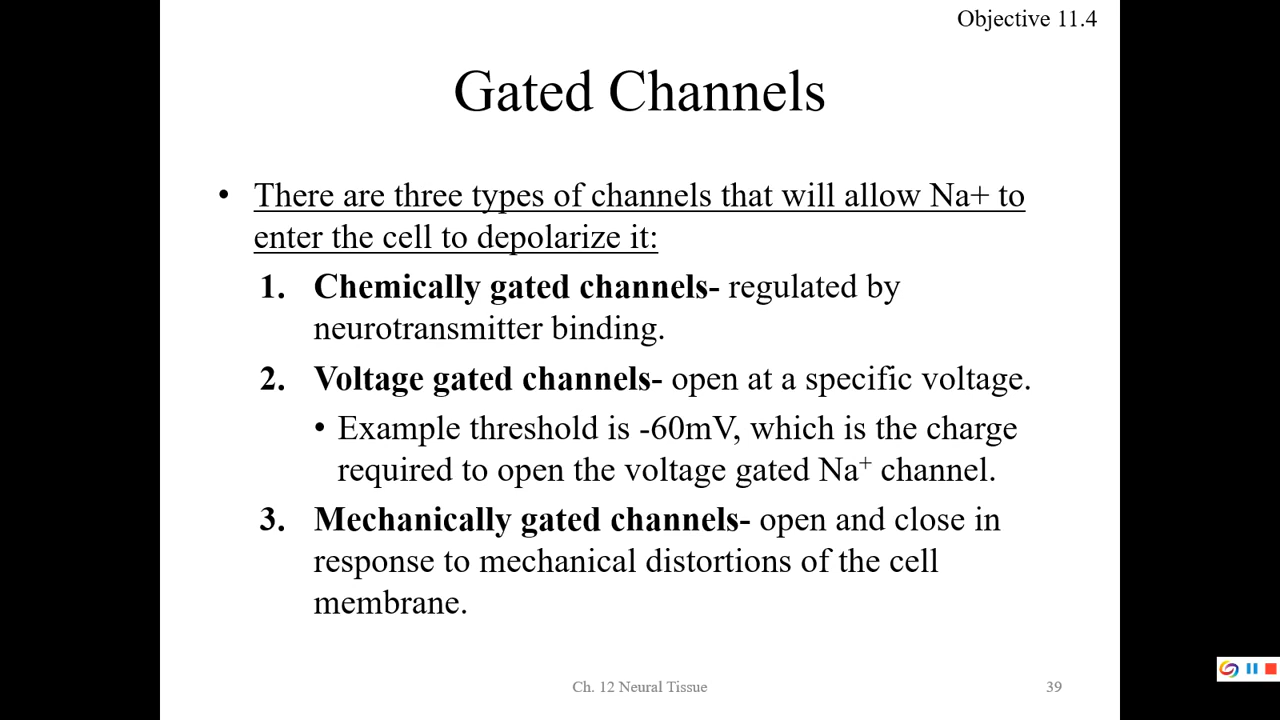 Objective 11.4
Gated Channels
• There are three types of channels that will allow Na+ to
enter the cell to depolarize it:
1. Chemically gated channels- regulated by
neurotransmitter binding.
2. Voltage gated channels- open at a specific voltage.
• Example threshold is -60mV, which is the charge
required to open the voltage gated Na⁺ channel.
3. Mechanically gated channels- open and close in
response to mechanical distortions of the cell
membrane.
Ch. 12 Neural Tissue
39